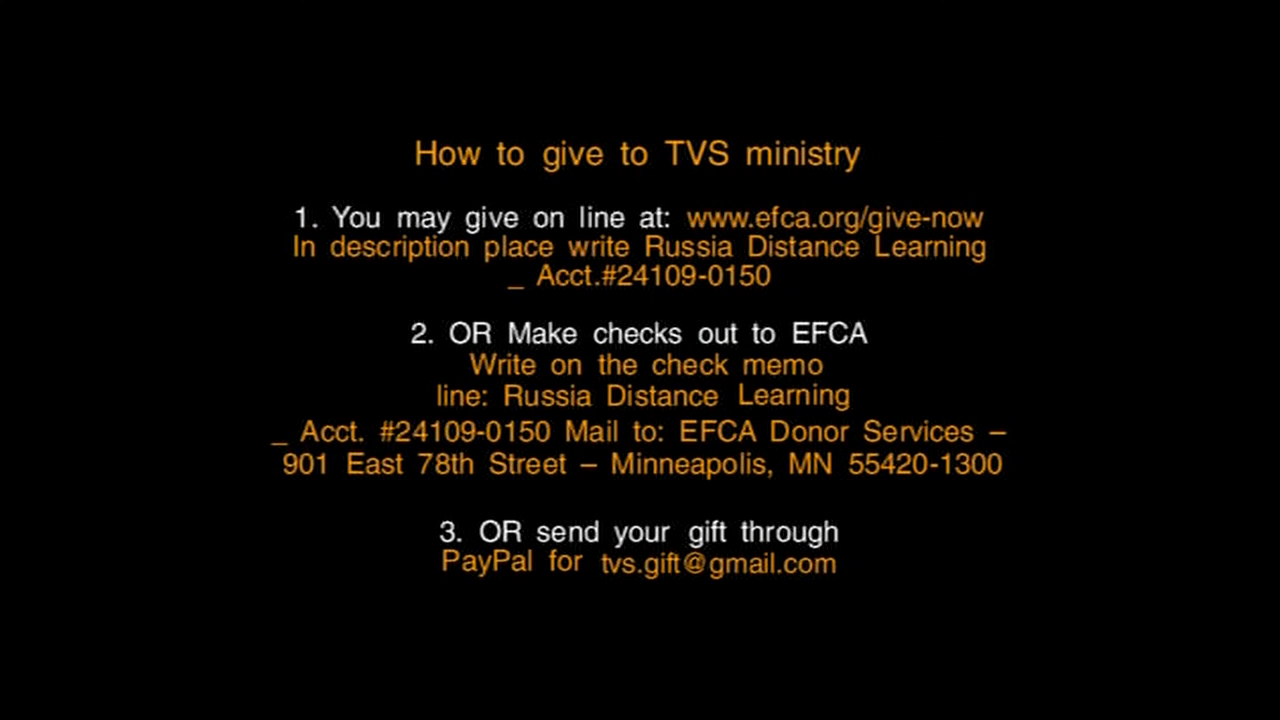 How to give to TVS ministry
1. You may give on line at: www.efca.org/give-now
In description place write Russia Distance Learning
_ Acct.#24109-0150
2. OR Make checks out to EFCA
Write on the check memo
line: Russia Distance Learning
_ Acct. #24109-0150 Mail to: EFCA Donor Services –
901 East 78th Street – Minneapolis, MN 55420-1300
3. OR send your gift through
PayPal for tvs.gift@gmail.com